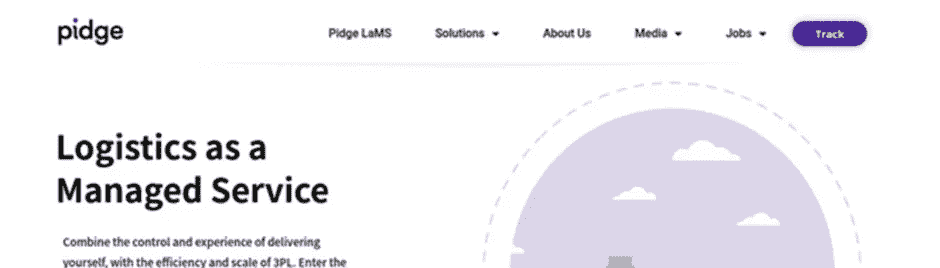 pidge
Pidge LaMS Solutions About Us Media Jobs Track
Logistics as a
Managed Service
Combine the control and experience of delivering
yourself, with the efficiency and scale of 3PL. Enter the